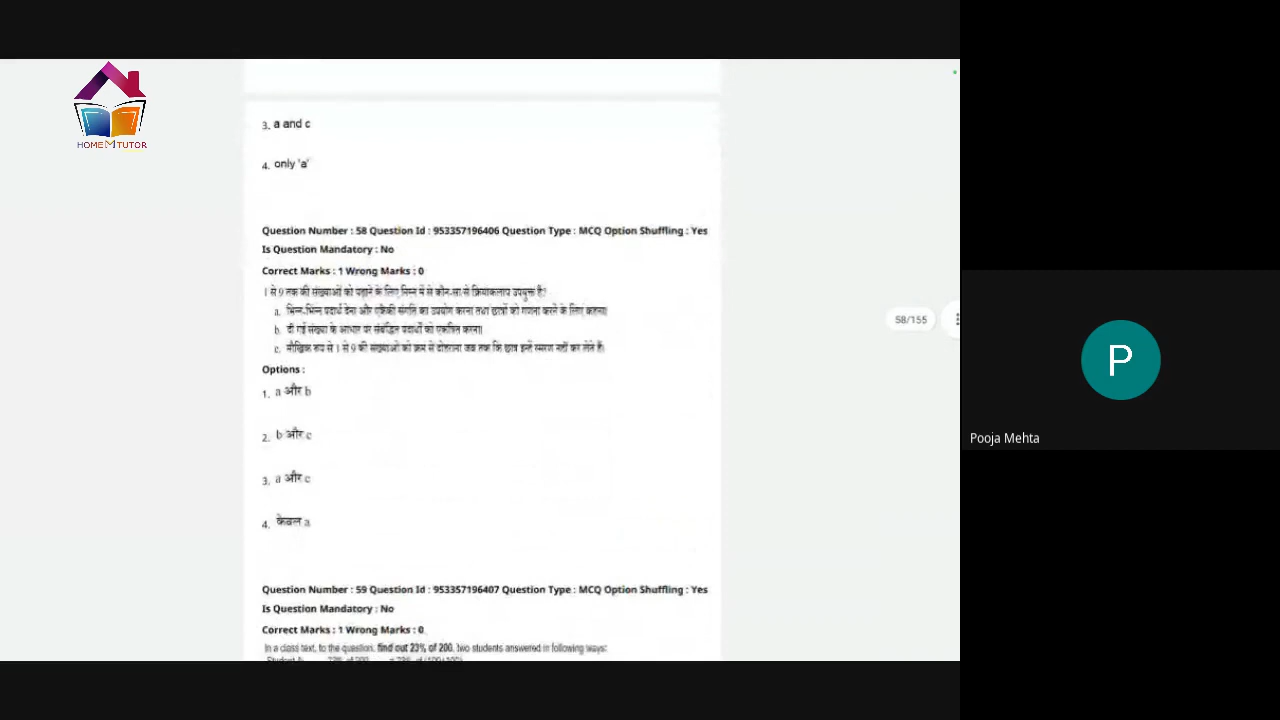 HOMEMTUTOR
3. a and c
4. only 'a'
Question Number : 58 Question Id : 953357196406 Question Type : MCQ Option Shuffling : Yes
Is Question Mandatory : No
Correct Marks : 1 Wrong Marks : 0
1 से 9 तक की संख्याओं को पढ़ाने के लिए निम्न में से कौन-सा/से क्रियाकलाप उपयुक्त है?
a. भिन्न-भिन्न पदार्थ देना और एकैकी संगति का उपयोग करना तथा छात्रों को गणना करने के लिए कहना।
b. दी गई संख्या के आधार पर संबंधित पदार्थों को एकत्रित करना।
c. मौखिक रूप से 1 से 9 की संख्याओं को क्रम से दोहराना जब तक कि छात्र इन्हें स्मरण नहीं कर लेते हैं।
Options :
1. a और b
2. b और c
3. a और c
4. केवल a
58/155
P
Pooja Mehta
Question Number : 59 Question Id : 953357196407 Question Type : MCQ Option Shuffling : Yes
Is Question Mandatory : No
Correct Marks : 1 Wrong Marks : 0
In a class text, to the question, find out 23% of 200, two students answered in following ways: